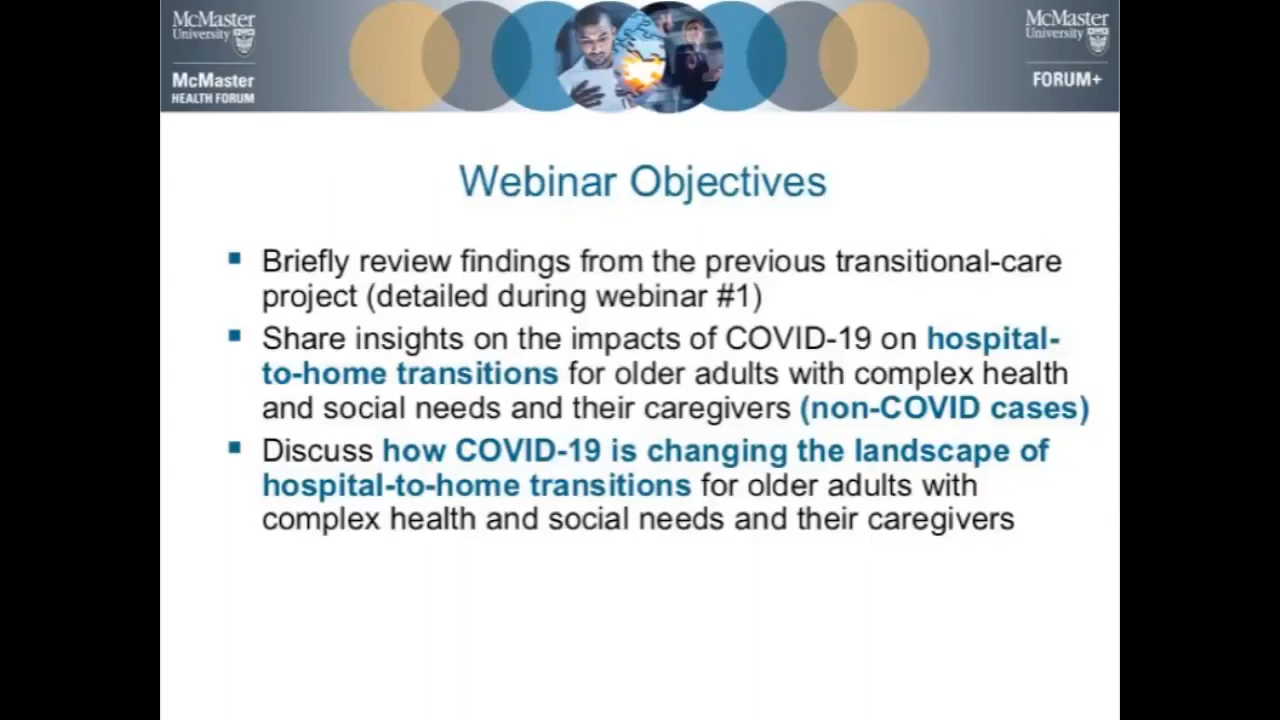 McMaster
University
McMaster
HEALTH FORUM
McMaster
University
FORUM+
Webinar Objectives
Briefly review findings from the previous transitional-care
project (detailed during webinar #1)
Share insights on the impacts of COVID-19 on hospital-
to-home transitions for older adults with complex health
and social needs and their caregivers (non-COVID cases)
Discuss how COVID-19 is changing the landscape of
hospital-to-home transitions for older adults with
complex health and social needs and their caregivers